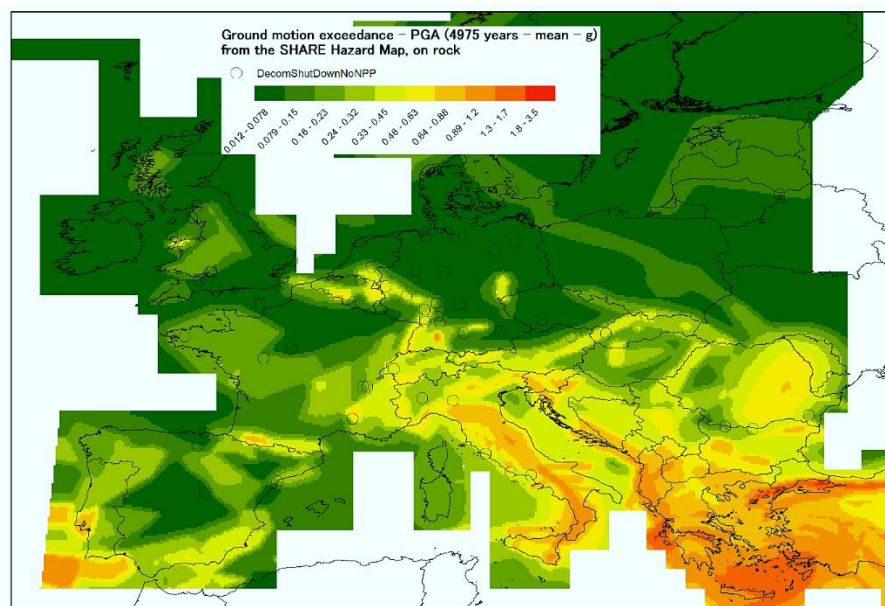 Ground motion exceedance – PGA (4975 years – mean – g)
from the SHARE Hazard Map, on rock
DecomShutDownNoNPP
0.012 - 0.078
0.079 - 0.15
0.16 - 0.23
0.24 - 0.32
0.33 - 0.45
0.46 - 0.63
0.64 - 0.88
0.89 - 1.2
1.3 - 1.7
1.8 - 3.5